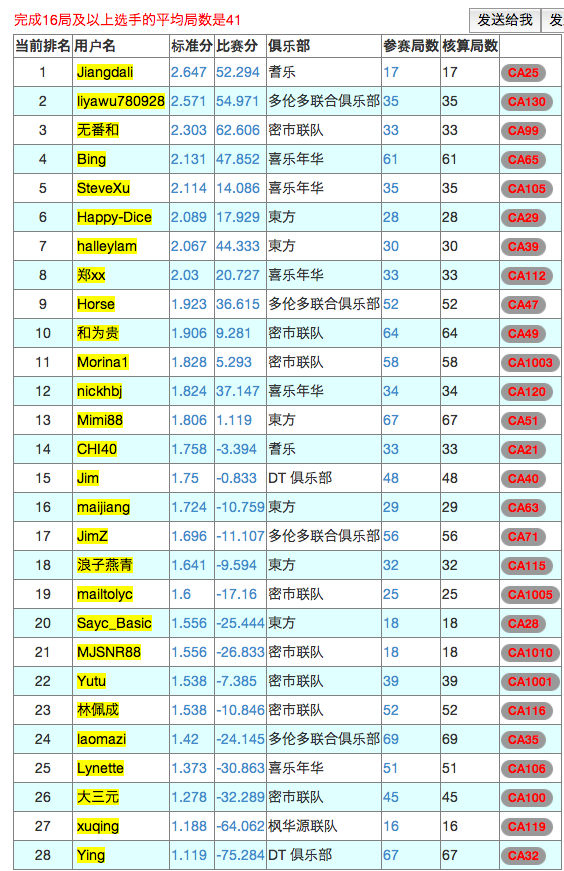 完成16局及以上选手的平均局数是41 发送给我 发
当前排名 用户名 标准分 比赛分 俱乐部 参赛局数 核算局数
1 Jiangdali 2.647 52.294 耆乐 17 17 CA25
2 liyawu780928 2.571 54.971 多伦多联合俱乐部 35 35 CA130
3 无番和 2.303 62.606 密市联队 33 33 CA99
4 Bing 2.131 47.852 喜乐年华 61 61 CA65
5 SteveXu 2.114 14.086 喜乐年华 35 35 CA105
6 Happy-Dice 2.089 17.929 東方 28 28 CA29
7 halleylam 2.067 44.333 東方 30 30 CA39
8 郑xx 2.03 20.727 喜乐年华 33 33 CA112
9 Horse 1.923 36.615 多伦多联合俱乐部 52 52 CA47
10 和为贵 1.906 9.281 密市联队 64 64 CA49
11 Morina1 1.828 5.293 密市联队 58 58 CA1003
12 nickhbj 1.824 37.147 喜乐年华 34 34 CA120
13 Mimi88 1.806 1.119 東方 67 67 CA51
14 CHI40 1.758 -3.394 耆乐 33 33 CA21
15 Jim 1.75 -0.833 DT 俱乐部 48 48 CA40
16 maijiang 1.724 -10.759 東方 29 29 CA63
17 JimZ 1.696 -11.107 多伦多联合俱乐部 56 56 CA71
18 浪子燕青 1.641 -9.594 東方 32 32 CA115
19 mailtolyc 1.6 -17.16 密市联队 25 25 CA1005
20 Sayc_Basic 1.556 -25.444 東方 18 18 CA28
21 MJSNR88 1.556 -26.833 密市联队 18 18 CA1010
22 Yutu 1.538 -7.385 密市联队 39 39 CA1001
23 林佩成 1.538 -10.846 密市联队 52 52 CA116
24 laomazi 1.42 -24.145 多伦多联合俱乐部 69 69 CA35
25 Lynette 1.373 -30.863 喜乐年华 51 51 CA106
26 大三元 1.278 -32.289 密市联队 45 45 CA100
27 xuqing 1.188 -64.062 枫华源联队 16 16 CA119
28 Ying 1.119 -75.284 DT 俱乐部 67 67 CA32